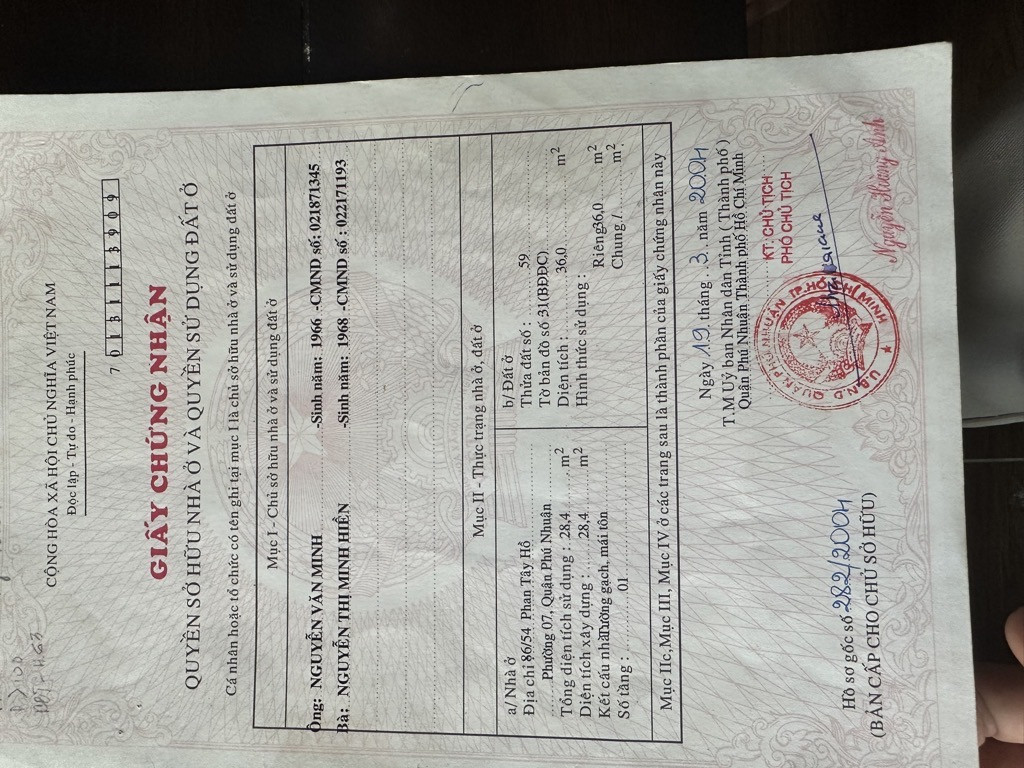 CỘNG HÒA XÃ HỘI CHỦ NGHĨA VIỆT NAM
Độc lập - Tự do - Hạnh phúc
7 0131113909
GIẤY CHỨNG NHẬN
QUYỀN SỞ HỮU NHÀ Ở VÀ QUYỀN SỬ DỤNG ĐẤT Ở
Cá nhân hoặc tổ chức có tên ghi tại mục I là chủ sở hữu nhà ở và sử dụng đất ở
Mục I - Chủ sở hữu nhà ở và sử dụng đất ở
Ông: NGUYỄN VĂN MINH -Sinh năm: 1966 -CMND số: 021871345
Bà: NGUYỄN THỊ MINH HIỀN -Sinh năm: 1968 -CMND số : 022171193
Mục II - Thực trạng nhà ở, đất ở
a/ Nhà ở
Địa chỉ 86/54 Phan Tây Hồ
Phường 07, Quận Phú Nhuận
Tổng diện tích sử dụng : 28,4 m2
Diện tích xây dựng : 28,4 m2
Kết cấu nhà tường gạch, mái tôn
Số tầng : 01
b/ Đất ở
Thửa đất số : 59
Tờ bản đồ số 31(BĐĐC)
Diện tích : 36,0 m2
Hình thức sử dụng :
Riêng 36,0 m2
Chung / m2.
Mục IIc,Mục III, Mục IV ở các trang sau là thành phần của giấy chứng nhận này
Ngày 19 tháng 3 năm 2004
T.M Uỷ ban Nhân dân Tỉnh ( Thành phố )
Quận Phú Nhuận Thành phố Hồ Chí Minh
KT. CHỦ TỊCH
PHÓ CHỦ TỊCH
U.B.N.D QUẬN PHÚ NHUẬN T.P. HỒ CHÍ MINH
Hồ sơ gốc số 282/2004
(BẢN CẤP CHO CHỦ SỞ HỮU)